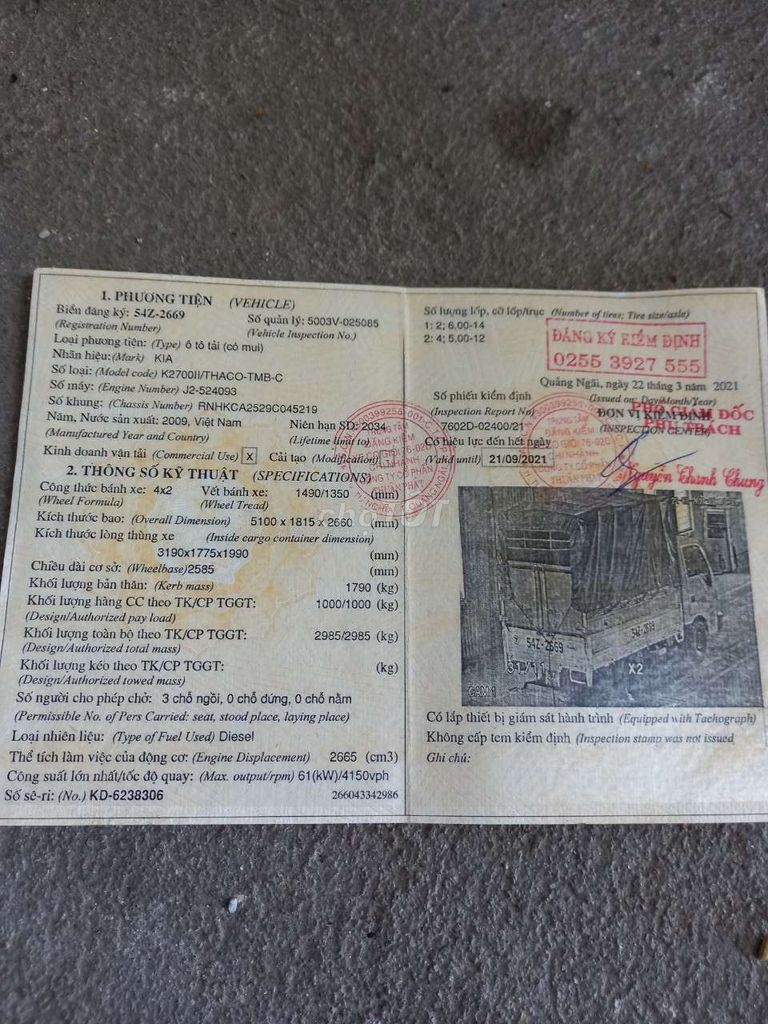 1. PHƯƠNG TIỆN (VEHICLE)
Biển đăng ký: 54Z-2669 Số quản lý: 5003V-025085
(Registration Number) (Vehicle Inspection No.)
Loại phương tiện: (Type) ô tô tải (có mui)
Nhãn hiệu: (Mark) KIA
Số loại: (Model code) K2700II/THACO-TMB-C
Số máy: (Engine Number) J2-524093
Số khung: (Chassis Number) RNHKCA2529C045219
Năm, Nước sản xuất: 2009, Việt Nam Niên hạn SD: 2034
(Manufactured Year and Country) (Lifetime limit to)
Kinh doanh vận tải (Commercial Use) X Cải tạo (Modification)
2. THÔNG SỐ KỸ THUẬT (SPECIFICATIONS)
Công thức bánh xe: 4x2 Vết bánh xe: 1490/1350 (mm)
(Wheel Formula) (Wheel Tread)
Kích thước bao: (Overall Dimension) 5100 x 1815 x 2660 (mm)
Kích thước lòng thùng xe (Inside cargo container dimension)
3190x1775x1990 (mm)
Chiều dài cơ sở: (Wheelbase) 2585 (mm)
Khối lượng bản thân: (Kerb mass) 1790 (kg)
Khối lượng hàng CC theo TK/CP TGGT: 1000/1000 (kg)
(Design/Authorized pay load)
Khối lượng toàn bộ theo TK/CP TGGT: 2985/2985 (kg)
(Design/Authorized total mass)
Khối lượng kéo theo TK/CP TGGT: (kg)
(Design/Authorized towed mass)
Số người cho phép chở: 3 chỗ ngồi, 0 chỗ đứng, 0 chỗ nằm
(Permissible No. of Pers Carried: seat, stood place, laying place)
Loại nhiên liệu: (Type of Fuel Used) Diesel
Thể tích làm việc của động cơ: (Engine Displacement) 2665 (cm3)
Công suất lớn nhất/tốc độ quay: (Max. output/rpm) 61(kW)/4150vph
Số sê-ri: (No.) KD-6238306 266043342986
Số lượng lốp, cỡ lốp/trục (Number of tires; Tire size/axle)
1: 2; 6.00-14
2: 4; 5.00-12
ĐĂNG KÝ KIỂM ĐỊNH
0255 3927 555
Quảng Ngãi, ngày 22 tháng 3 năm 2021
Số phiếu kiểm định (Issued on: Day/Month/Year)
(Inspection Report No) ĐƠN VỊ KIỂM ĐỊNH
7602D-02400/21 (INSPECTION CENTER)
PHÓ GIÁM ĐỐC
PHỤ TRÁCH
Có hiệu lực đến hết ngày
(Valid until) 21/09/2021
Nguyễn Thành Chung
54Z-2669
54Z-2669
X2
CAM1
Có lắp thiết bị giám sát hành trình (Equipped with Tachograph)
Không cấp tem kiểm định (Inspection stamp was not issued
Ghi chú: